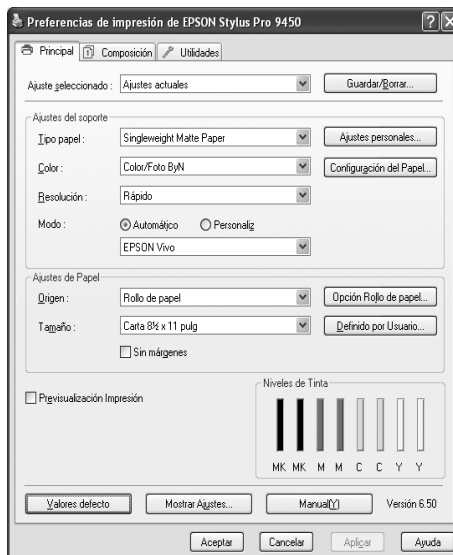 Preferencias de impresión de EPSON Stylus Pro 9450
Principal Composición Utilidades
Ajuste seleccionado : Ajustes actuales Guardar/Borrar...
Ajustes del soporte
Tipo papel : Singleweight Matte Paper Ajustes personales...
Color : Color/Foto ByN Configuración del Papel...
Resolución : Rápido
Modo : Automático Personaliz
EPSON Vivo
Ajustes de Papel
Origen : Rollo de papel Opción Rollo de papel...
Tamaño : Carta 8½ x 11 pulg Definido por Usuario...
Sin márgenes
Previsualización Impresión
Niveles de Tinta
MK MK M M C C Y Y
Valores defecto Mostrar Ajustes... Manual(Y) Versión 6.50
Aceptar Cancelar Aplicar Ayuda